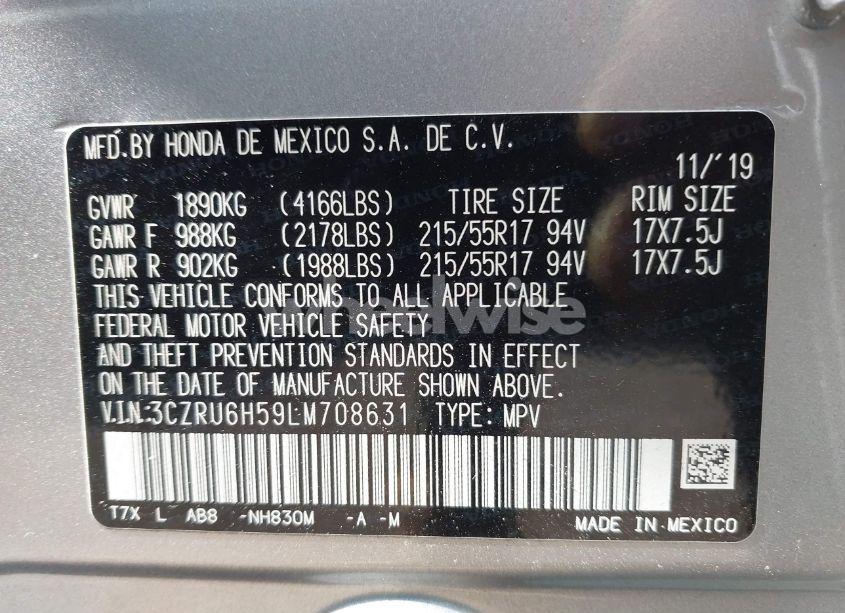 MFD. BY HONDA DE MEXICO S.A. DE C.V.
11/'19
GVWR 1890KG (4166LBS) TIRE SIZE RIM SIZE
GAWR F 988KG (2178LBS) 215/55R17 94V 17X7.5J
GAWR R 902KG (1988LBS) 215/55R17 94V 17X7.5J
THIS VEHICLE CONFORMS TO ALL APPLICABLE
FEDERAL MOTOR VEHICLE SAFETY
AND THEFT PREVENTION STANDARDS IN EFFECT
ON THE DATE OF MANUFACTURE SHOWN ABOVE.
V.I.N.:3CZRU6H59LM708631 TYPE: MPV
T7X L AB8 -NH830M -A -M
MADE IN MEXICO